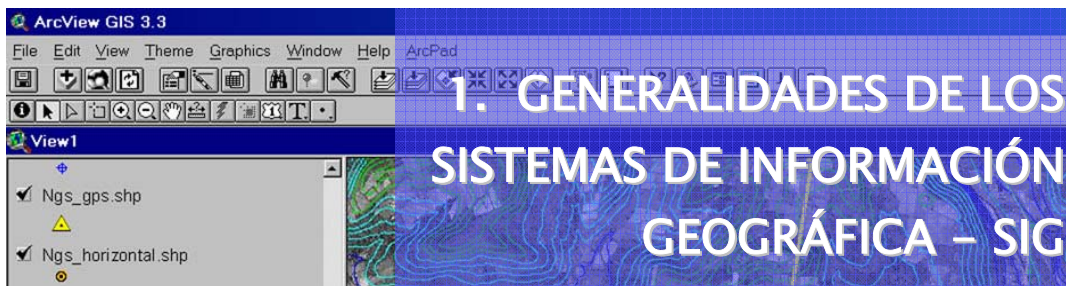 ArcView GIS 3.3
File Edit View Theme Graphics Window Help ArcPad
1. GENERALIDADES DE LOS
SISTEMAS DE INFORMACIÓN
GEOGRÁFICA - SIG
View1
Ngs_gps.shp
Ngs_horizontal.shp